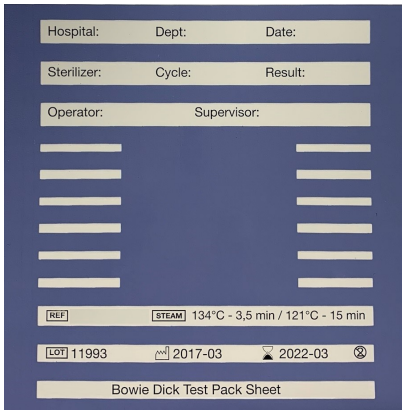 Hospital: Dept: Date:
Sterilizer: Cycle: Result:
Operator: Supervisor:
REF STEAM 134°C - 3,5 min / 121°C - 15 min
LOT 11993 2017-03 2022-03 2
Bowie Dick Test Pack Sheet